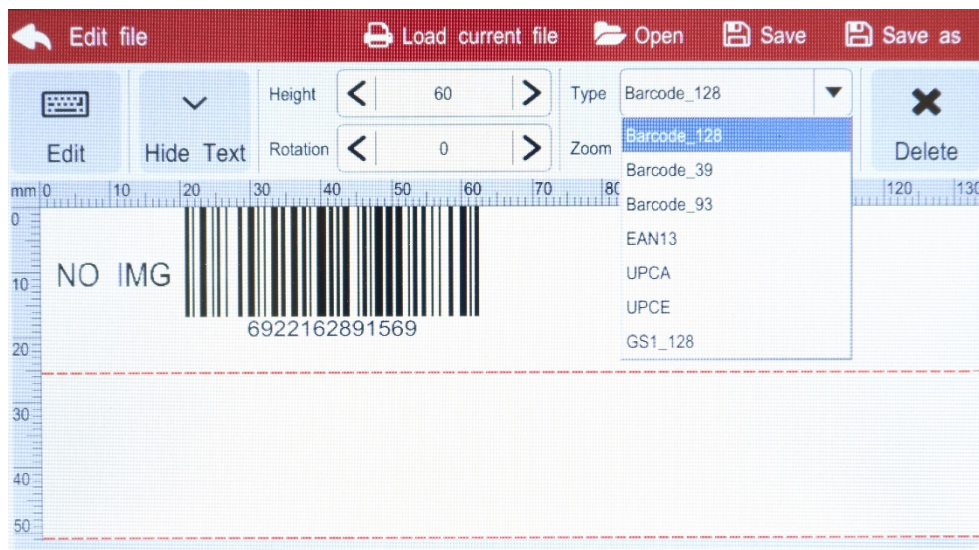 Edit file
Load current file
Open
Save
Save as
Edit
Hide Text
Height
60
Rotation
0
Type
Barcode_128
Zoom
Barcode_128
Barcode_39
Barcode_93
EAN13
UPCA
UPCE
GS1_128
Delete
mm 0 10 20 30 40 50 60 70 80 120 130
0
10
20
30
40
50
NO IMG
6922162891569